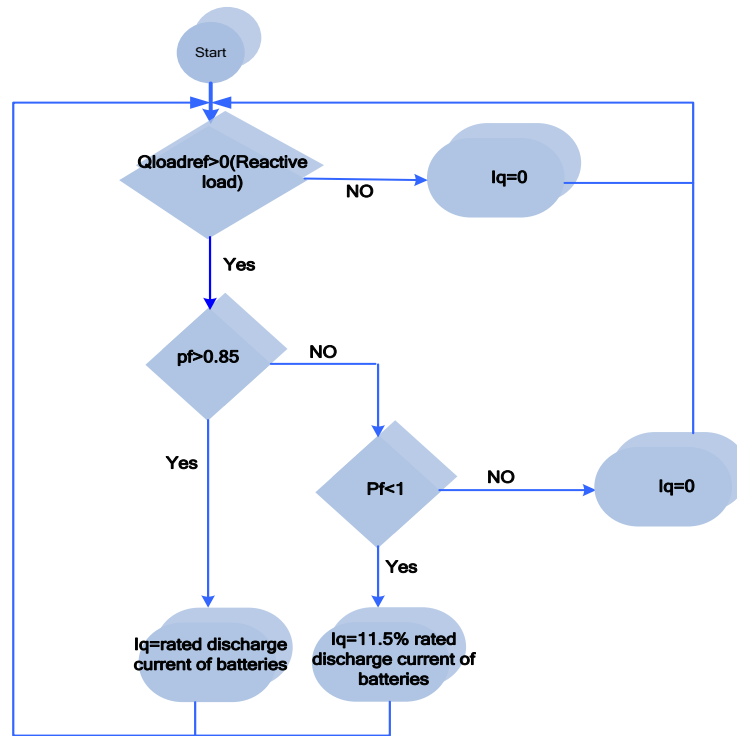 Start
Qloadref>0(Reactive
load)
NO
Iq=0
Yes
pf>0.85
NO
Yes
Pf<1
NO
Iq=0
Yes
Iq=rated discharge
current of batteries
Iq=11.5% rated
discharge current of
batteries